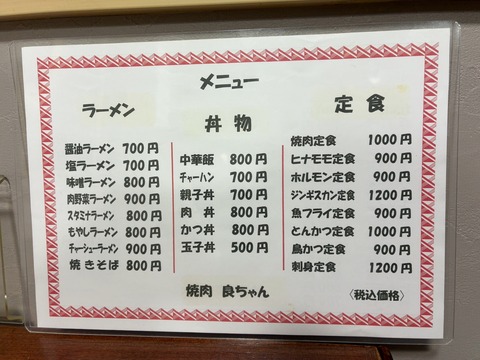 メニュー
ラーメン
醤油ラーメン 700円
塩ラーメン 700円
味噌ラーメン 800円
肉野菜ラーメン 900円
スタミナラーメン 800円
もやしラーメン 800円
チャーシューラーメン 900円
焼きそば 800円
丼物
中華飯 800円
チャーハン 700円
親子丼 700円
肉丼 800円
かつ丼 800円
玉子丼 500円
定食
焼肉定食 1000円
ヒナモモ定食 900円
ホルモン定食 900円
ジンギスカン定食 1200円
魚フライ定食 900円
とんかつ定食 1000円
鳥かつ定食 900円
刺身定食 1200円
焼肉 良ちゃん
〈税込価格〉